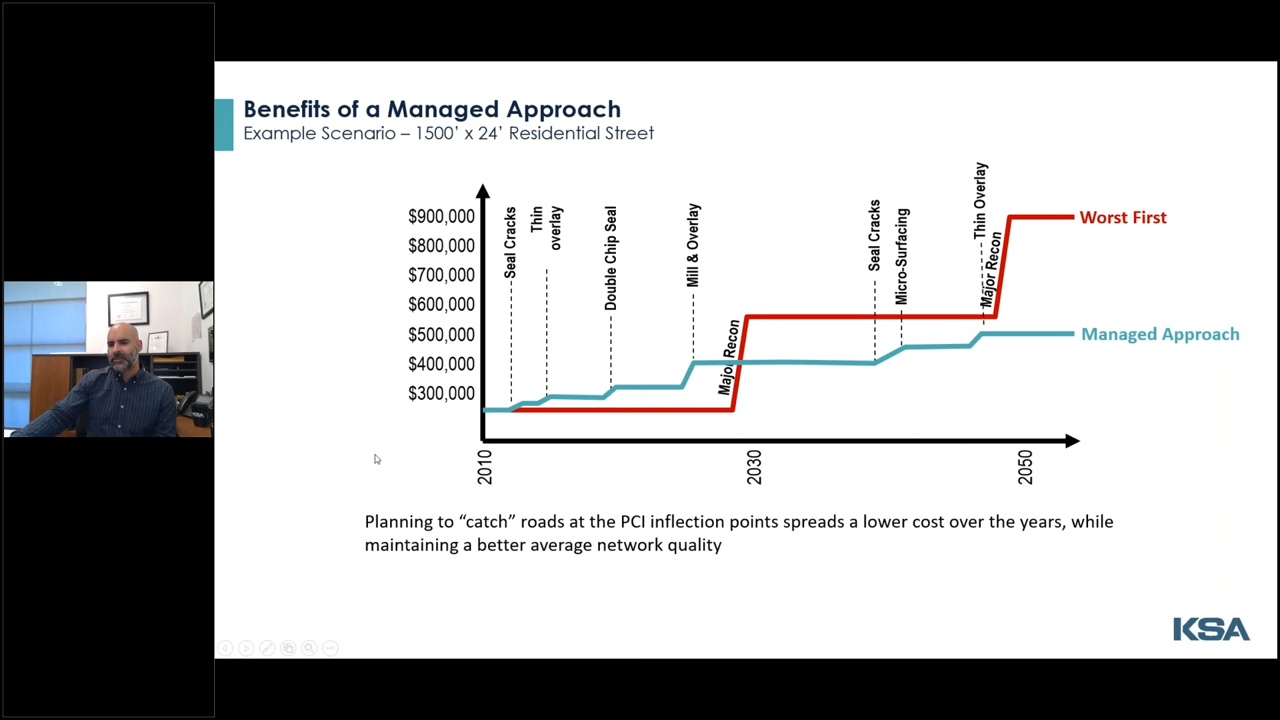 Benefits of a Managed Approach
Example Scenario – 1500' x 24' Residential Street
$900,000
$800,000
$700,000
$600,000
$500,000
$400,000
$300,000
Seal Cracks
Thin
overlay
Double Chip Seal
Mill & Overlay
Major Recon
Seal Cracks
Micro-Surfacing
Thin Overlay
Major Recon
Worst First
Managed Approach
2010
2030
2050
Planning to “catch” roads at the PCI inflection points spreads a lower cost over the years, while
maintaining a better average network quality
KSA